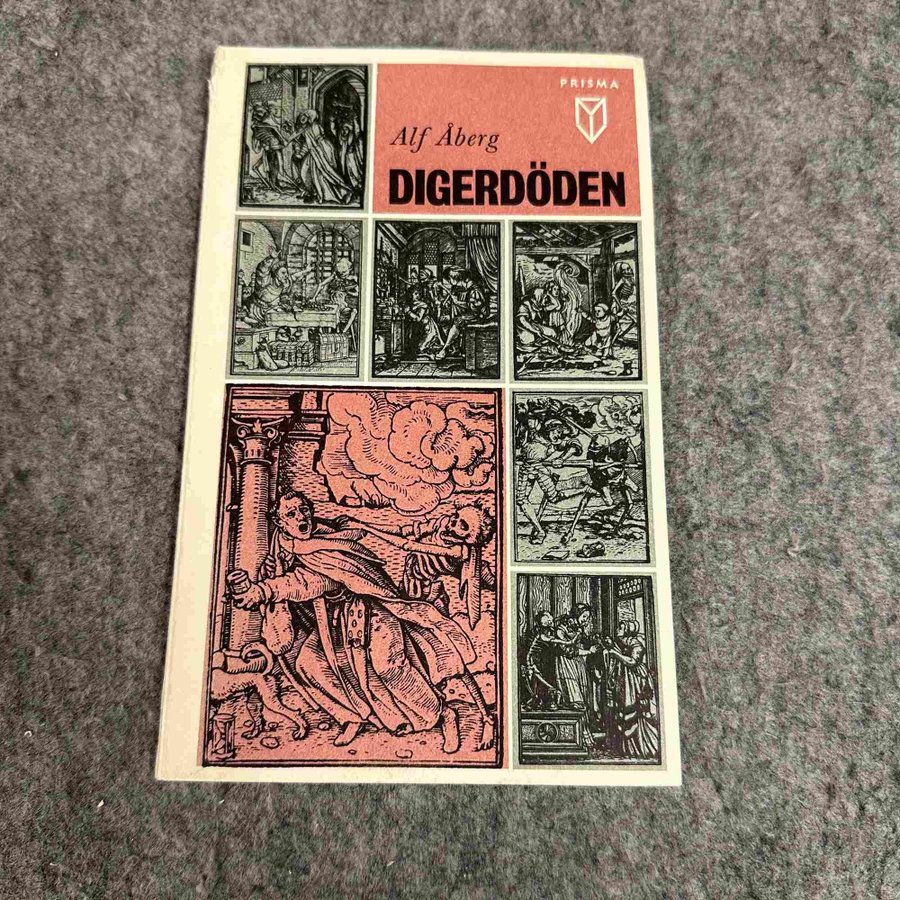 PRISMA
Alf Åberg
DIGERDÖDEN